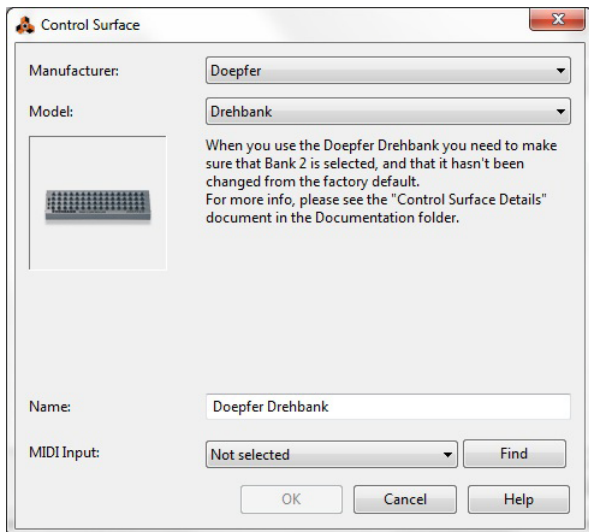 Control Surface
Manufacturer: Doepfer
Model: Drehbank
When you use the Doepfer Drehbank you need to make
sure that Bank 2 is selected, and that it hasn't been
changed from the factory default.
For more info, please see the "Control Surface Details"
document in the Documentation folder.
Name: Doepfer Drehbank
MIDI Input: Not selected Find
OK Cancel Help